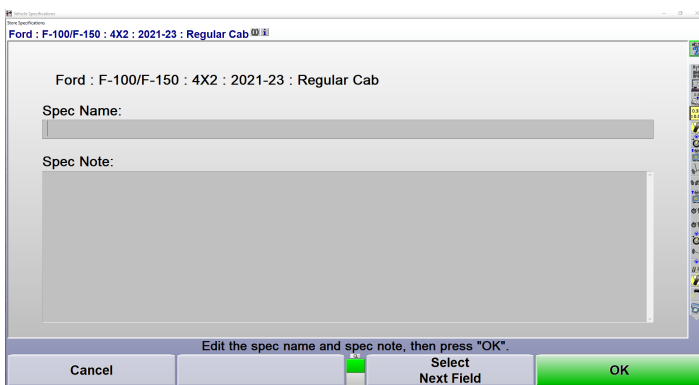 Vehicle Specifications
Store Specifications
Ford : F-100/F-150 : 4X2 : 2021-23 : Regular Cab
Ford : F-100/F-150 : 4X2 : 2021-23 : Regular Cab
Spec Name:
Spec Note:
Edit the spec name and spec note, then press "OK".
Cancel
Select
Next Field
OK